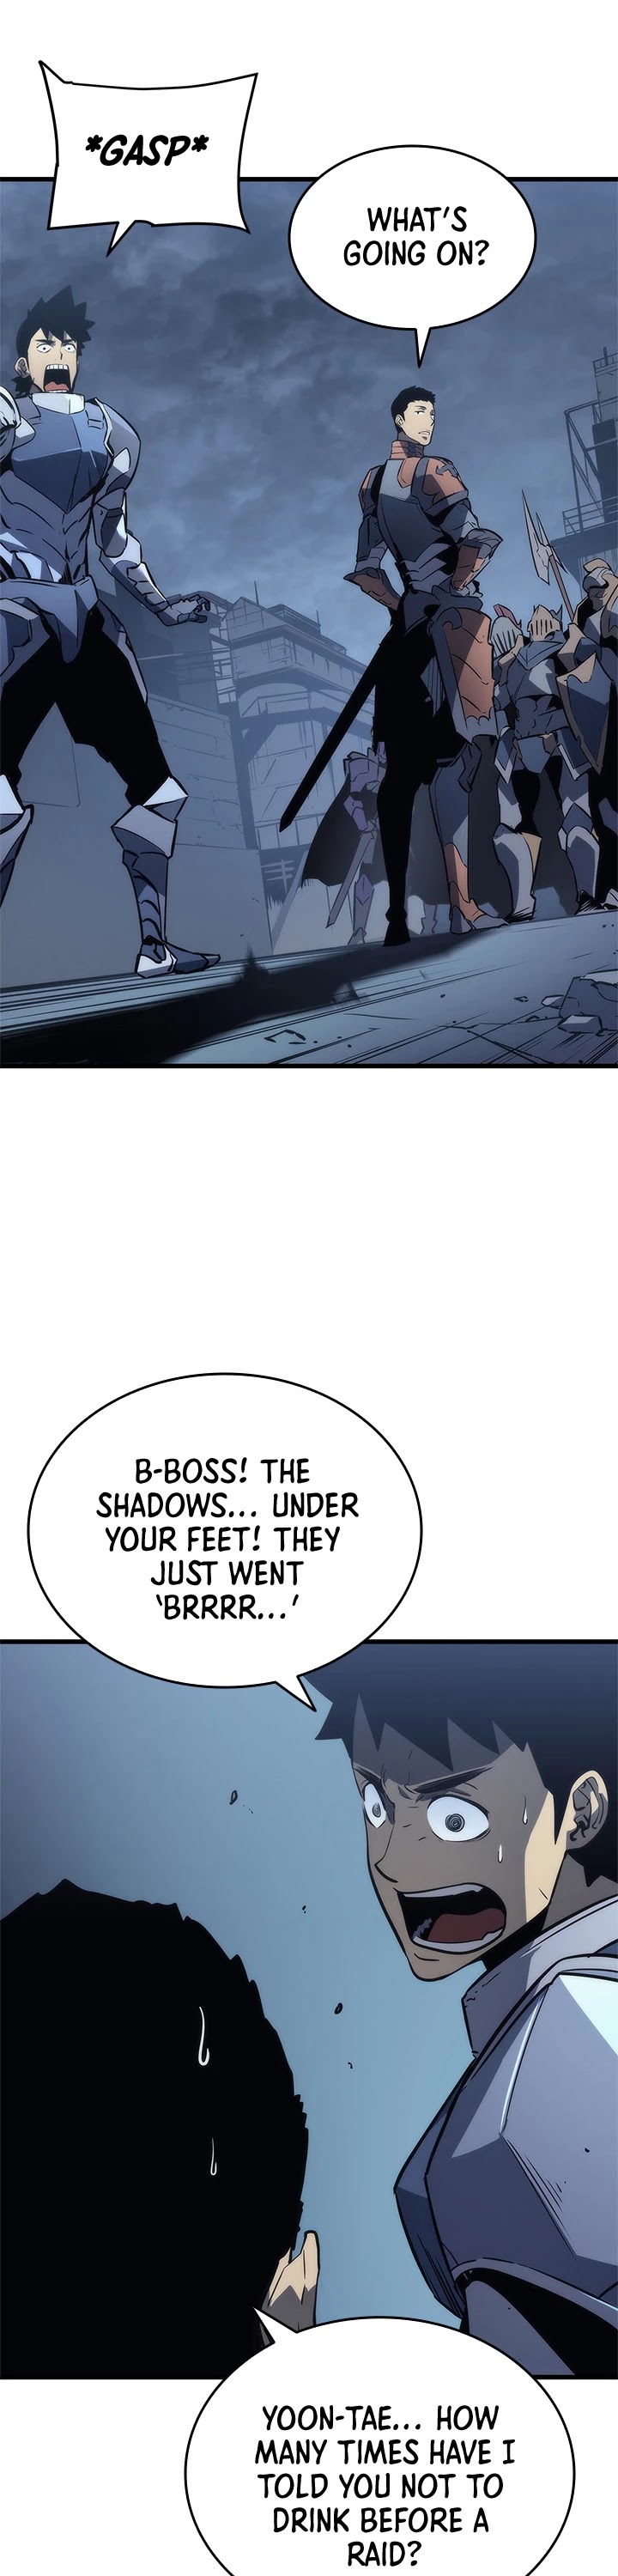 *GASP*
WHAT'S
GOING ON?
B-BOSS! THE
SHADOWS... UNDER
YOUR FEET! THEY
JUST WENT
'BRRRR...'
YOON-TAE... HOW
MANY TIMES HAVE I
TOLD YOU NOT TO
DRINK BEFORE A
RAID?